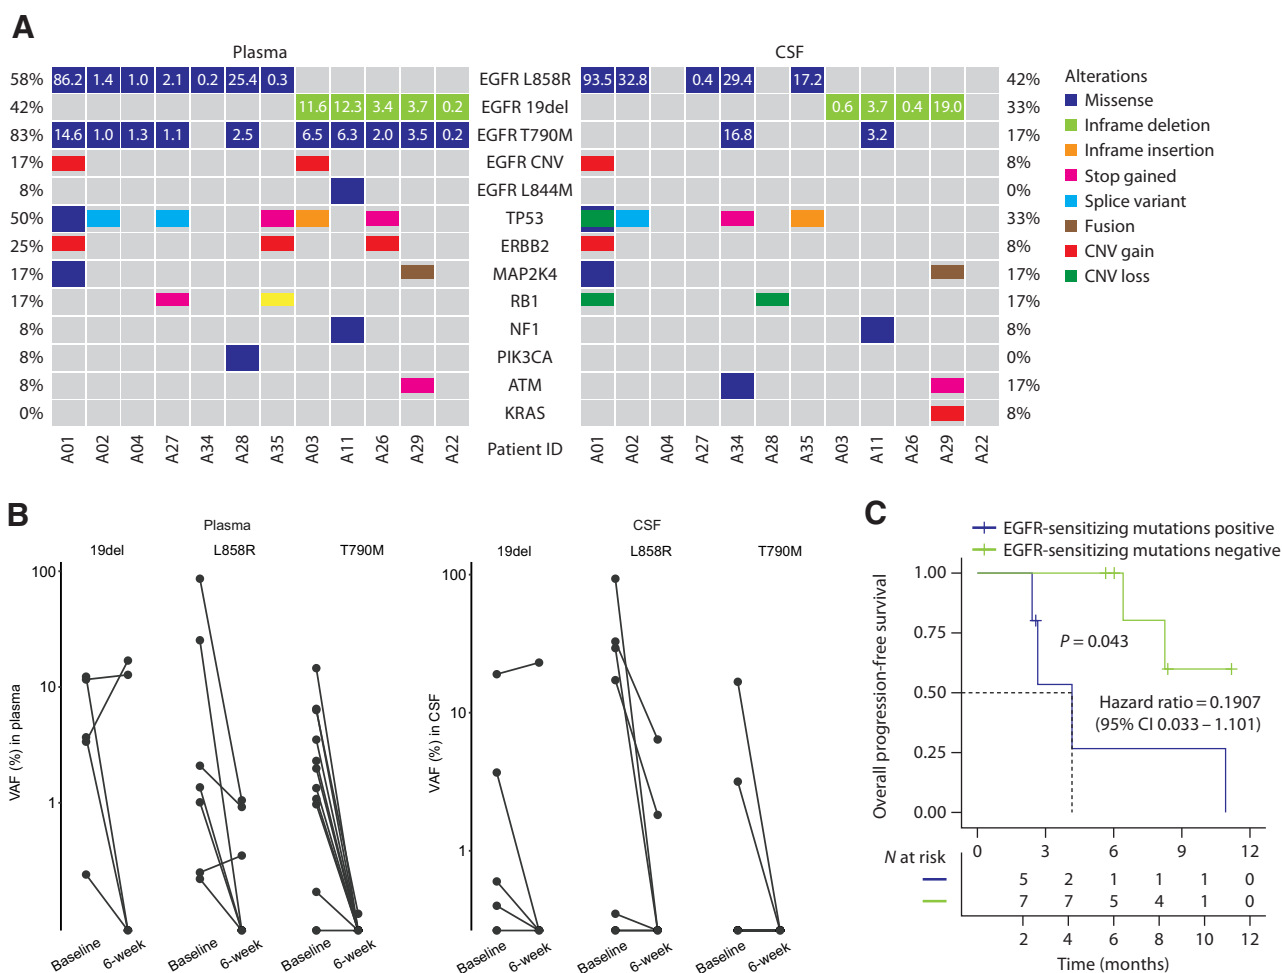 A
Plasma
CSF
58% 86.2 1.4 1.0 2.1 0.2 25.4 0.3 EGFR L858R 93.5 32.8 0.4 29.4 17.2 42%
42% 11.6 12.3 3.4 3.7 0.2 EGFR 19del 0.6 3.7 0.4 19.0 33%
83% 14.6 1.0 1.3 1.1 2.5 6.5 6.3 2.0 3.5 0.2 EGFR T790M 16.8 3.2 17%
17% EGFR CNV 8%
8% EGFR L844M 0%
50% TP53 33%
25% ERBB2 8%
17% MAP2K4 17%
17% RB1 17%
8% NF1 8%
8% PIK3CA 0%
8% ATM 17%
0% KRAS 8%
A01 A02 A04 A27 A34 A28 A35 A03 A11 A26 A29 A22 Patient ID A01 A02 A04 A27 A34 A28 A35 A03 A11 A26 A29 A22
Alterations
Missense
Inframe deletion
Inframe insertion
Stop gained
Splice variant
Fusion
CNV gain
CNV loss
B
Plasma
19del L858R T790M
VAF (%) in plasma
100
10
1
Baseline 6-week Baseline 6-week Baseline 6-week
CSF
19del L858R T790M
VAF (%) in CSF
100
10
1
Baseline 6-week Baseline 6-week Baseline 6-week
C
EGFR-sensitizing mutations positive
EGFR-sensitizing mutations negative
Overall progression-free survival
1.00
0.75
0.50
0.25
0.00
P = 0.043
Hazard ratio = 0.1907
(95% CI 0.033 – 1.101)
0 3 6 9 12
N at risk
5 2 1 1 1 0
7 7 5 4 1 0
2 4 6 8 10 12
Time (months)